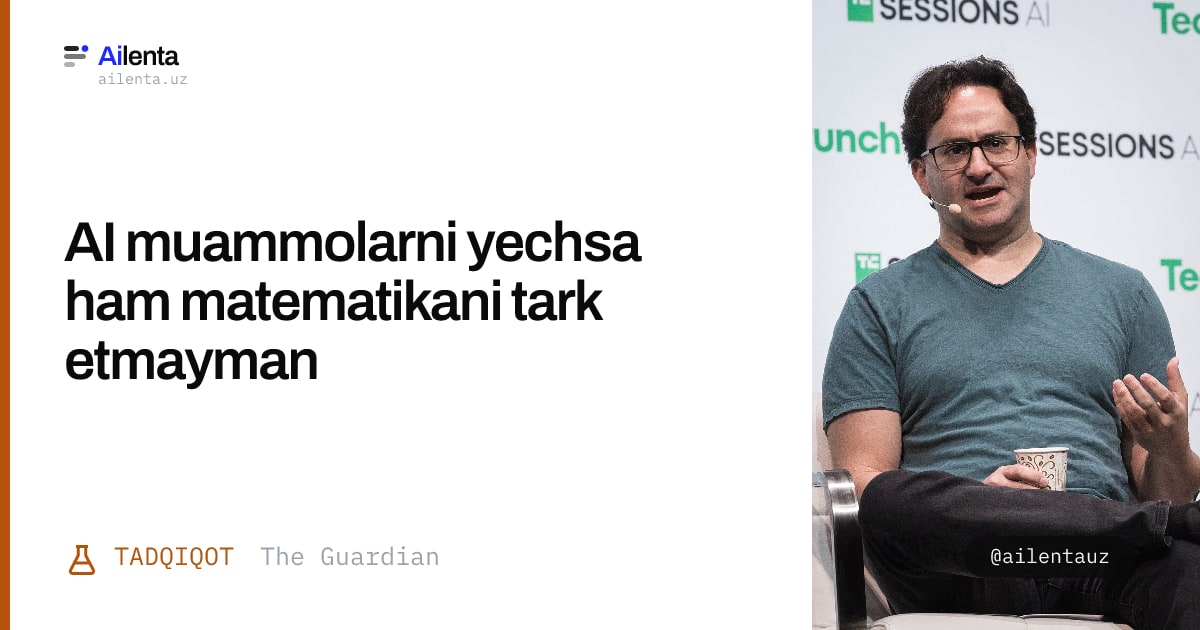 Ailenta
ailenta.uz
AI muammolarni yechsa
ham matematikani tark
etmayman
TADQIQOT The Guardian
SESSIONS AI
Tec
unch
SESSIONS A
TC
Te
@ailentauz